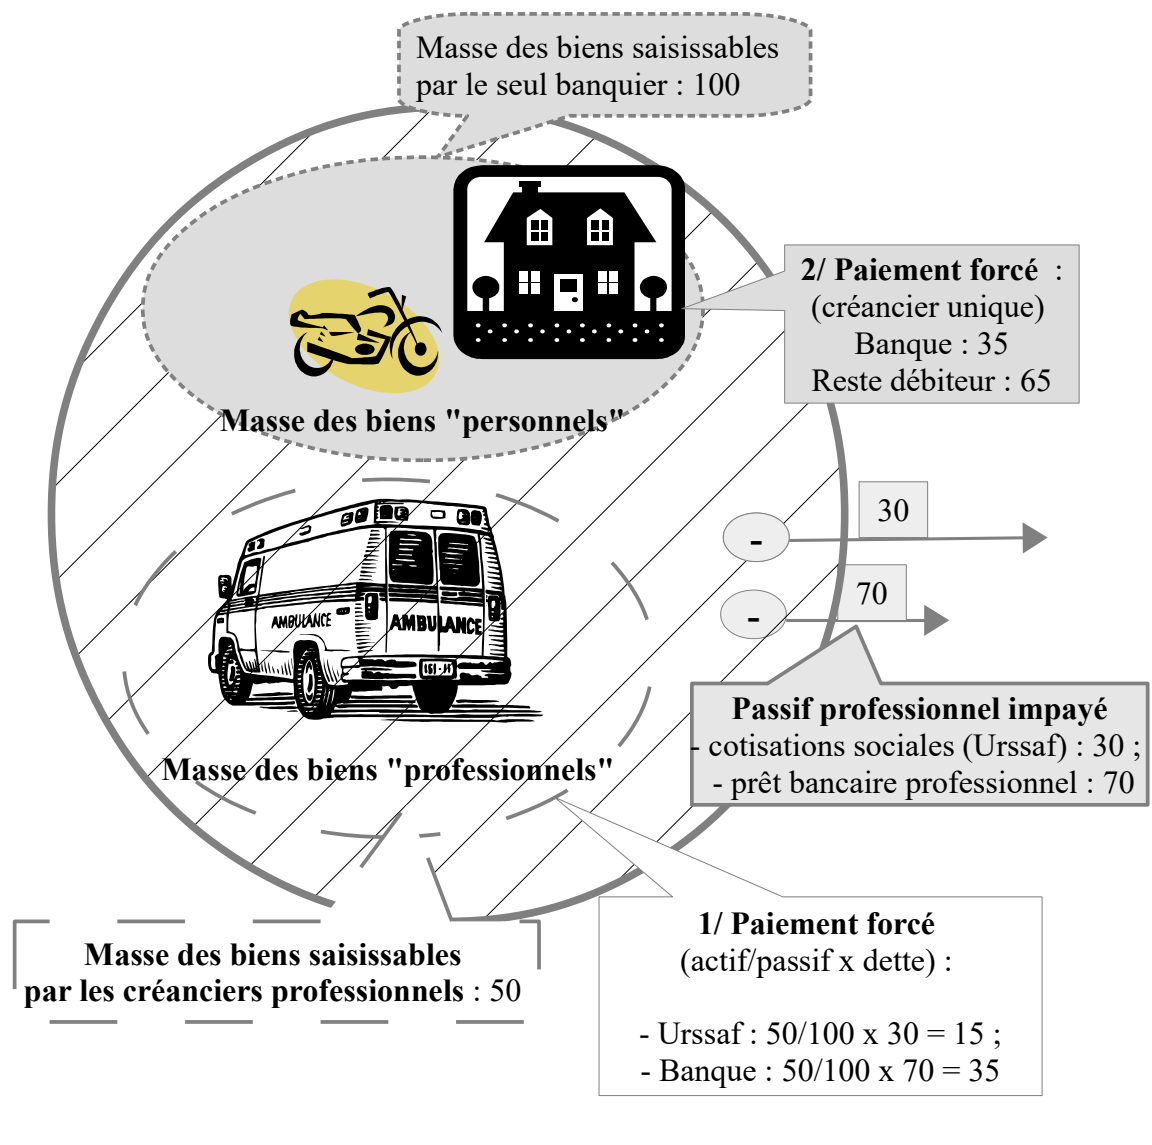 Masse des biens saisissables
par le seul banquier : 100
2/ Paiement forcé :
(créancier unique)
Banque : 35
Reste débiteur : 65
Masse des biens "personnels"
30
-
70
-
AMBULANCE
AMBULANCE
Passif professionnel impayé
- cotisations sociales (Urssaf) : 30 ;
- prêt bancaire professionnel : 70
Masse des biens "professionnels"
1/ Paiement forcé
(actif/passif x dette) :
- Urssaf : 50/100 x 30 = 15 ;
- Banque : 50/100 x 70 = 35
Masse des biens saisissables
par les créanciers professionnels : 50